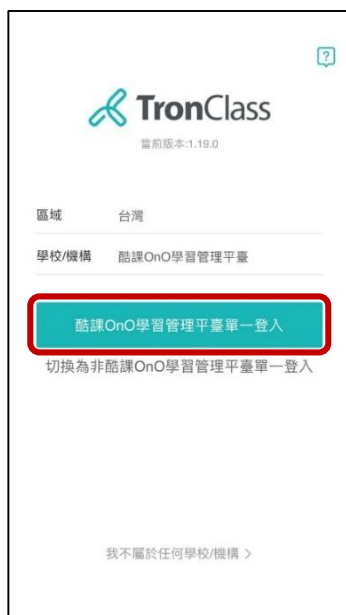 ?
TronClass
當前版本:1.19.0
區域 台灣
學校/機構 酷課OnO學習管理平臺
酷課OnO學習管理平臺單一登入
切換為非酷課OnO學習管理平臺單一登入
我不屬於任何學校/機構 >